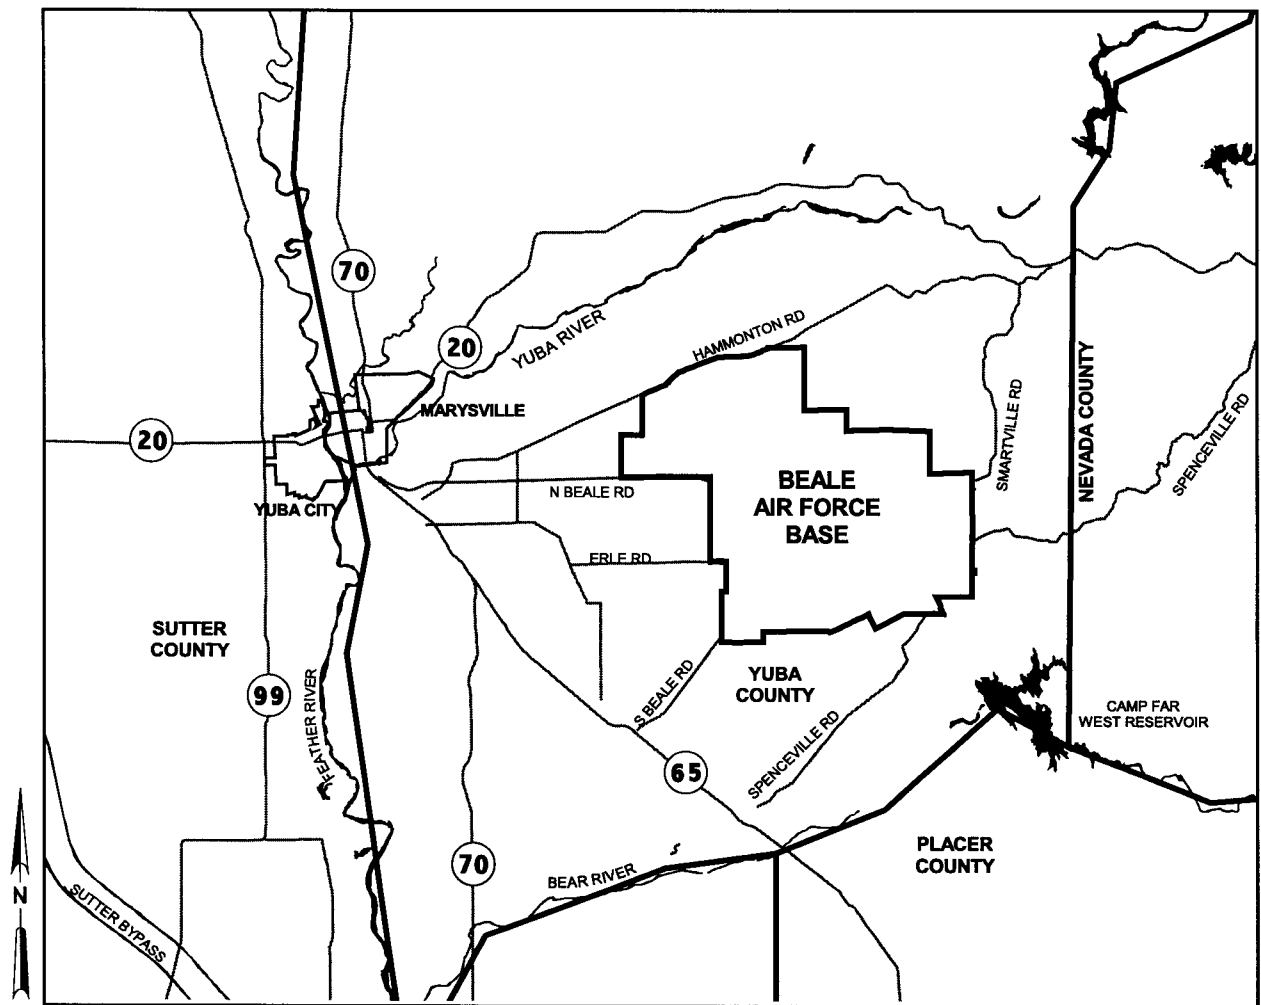 70
20
YUBA RIVER
HAMMONTON RD
MARYSVILLE
20
SMARTVILLE RD
NEVADA COUNTY
SPENCEVILLE RD
BEALE
AIR FORCE
BASE
N BEALE RD
YUBA CITY
ERLE RD
SUTTER
COUNTY
99
FEATHER RIVER
S BEALE RD
YUBA
COUNTY
CAMP FAR
WEST RESERVOIR
SPENCEVILLE RD
65
70
PLACER
COUNTY
BEAR RIVER
N
SUTTER BYPASS